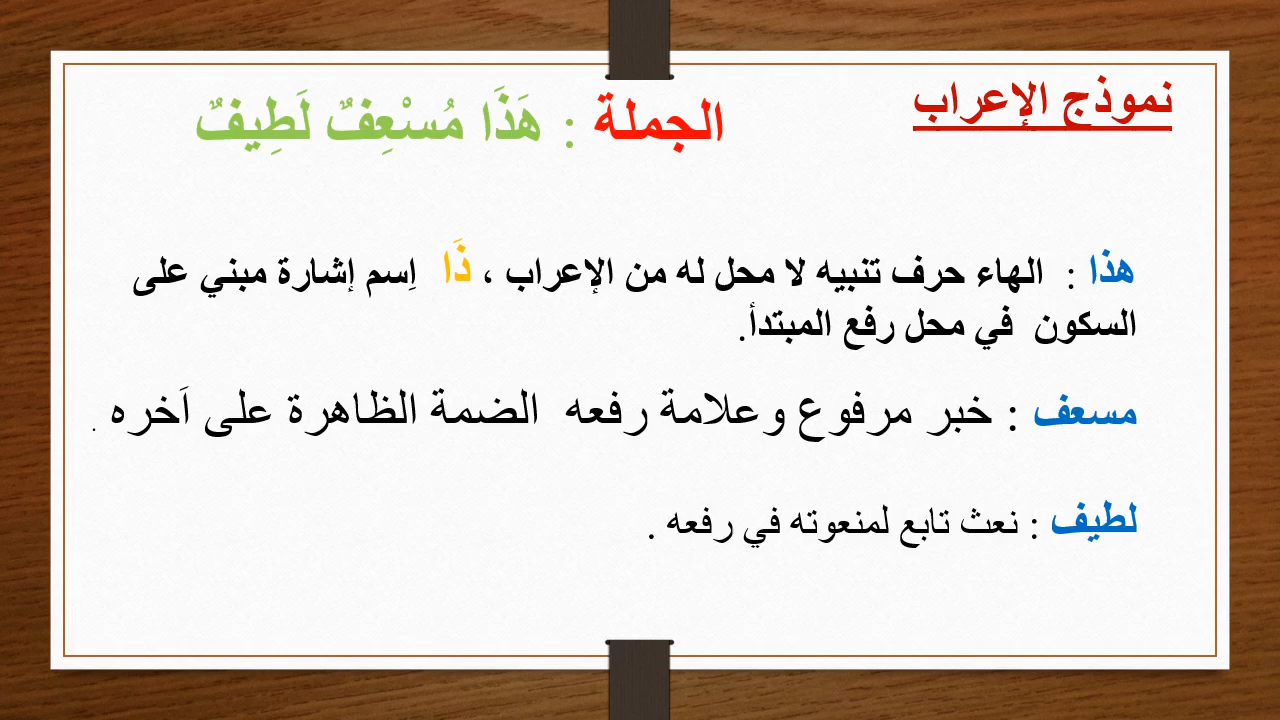 نموذج الإعراب
الجملة : هَذَا مُسْعِفٌ لَطِيفٌ
هذا : الهاء حرف تنبيه لا محل له من الإعراب ، ذَا اِسم إشارة مبني على
السكون في محل رفع المبتدأ.
مسعف : خبر مرفوع وعلامة رفعه الضمة الظاهرة على اَخره .
لطيف : نعث تابع لمنعوته في رفعه .